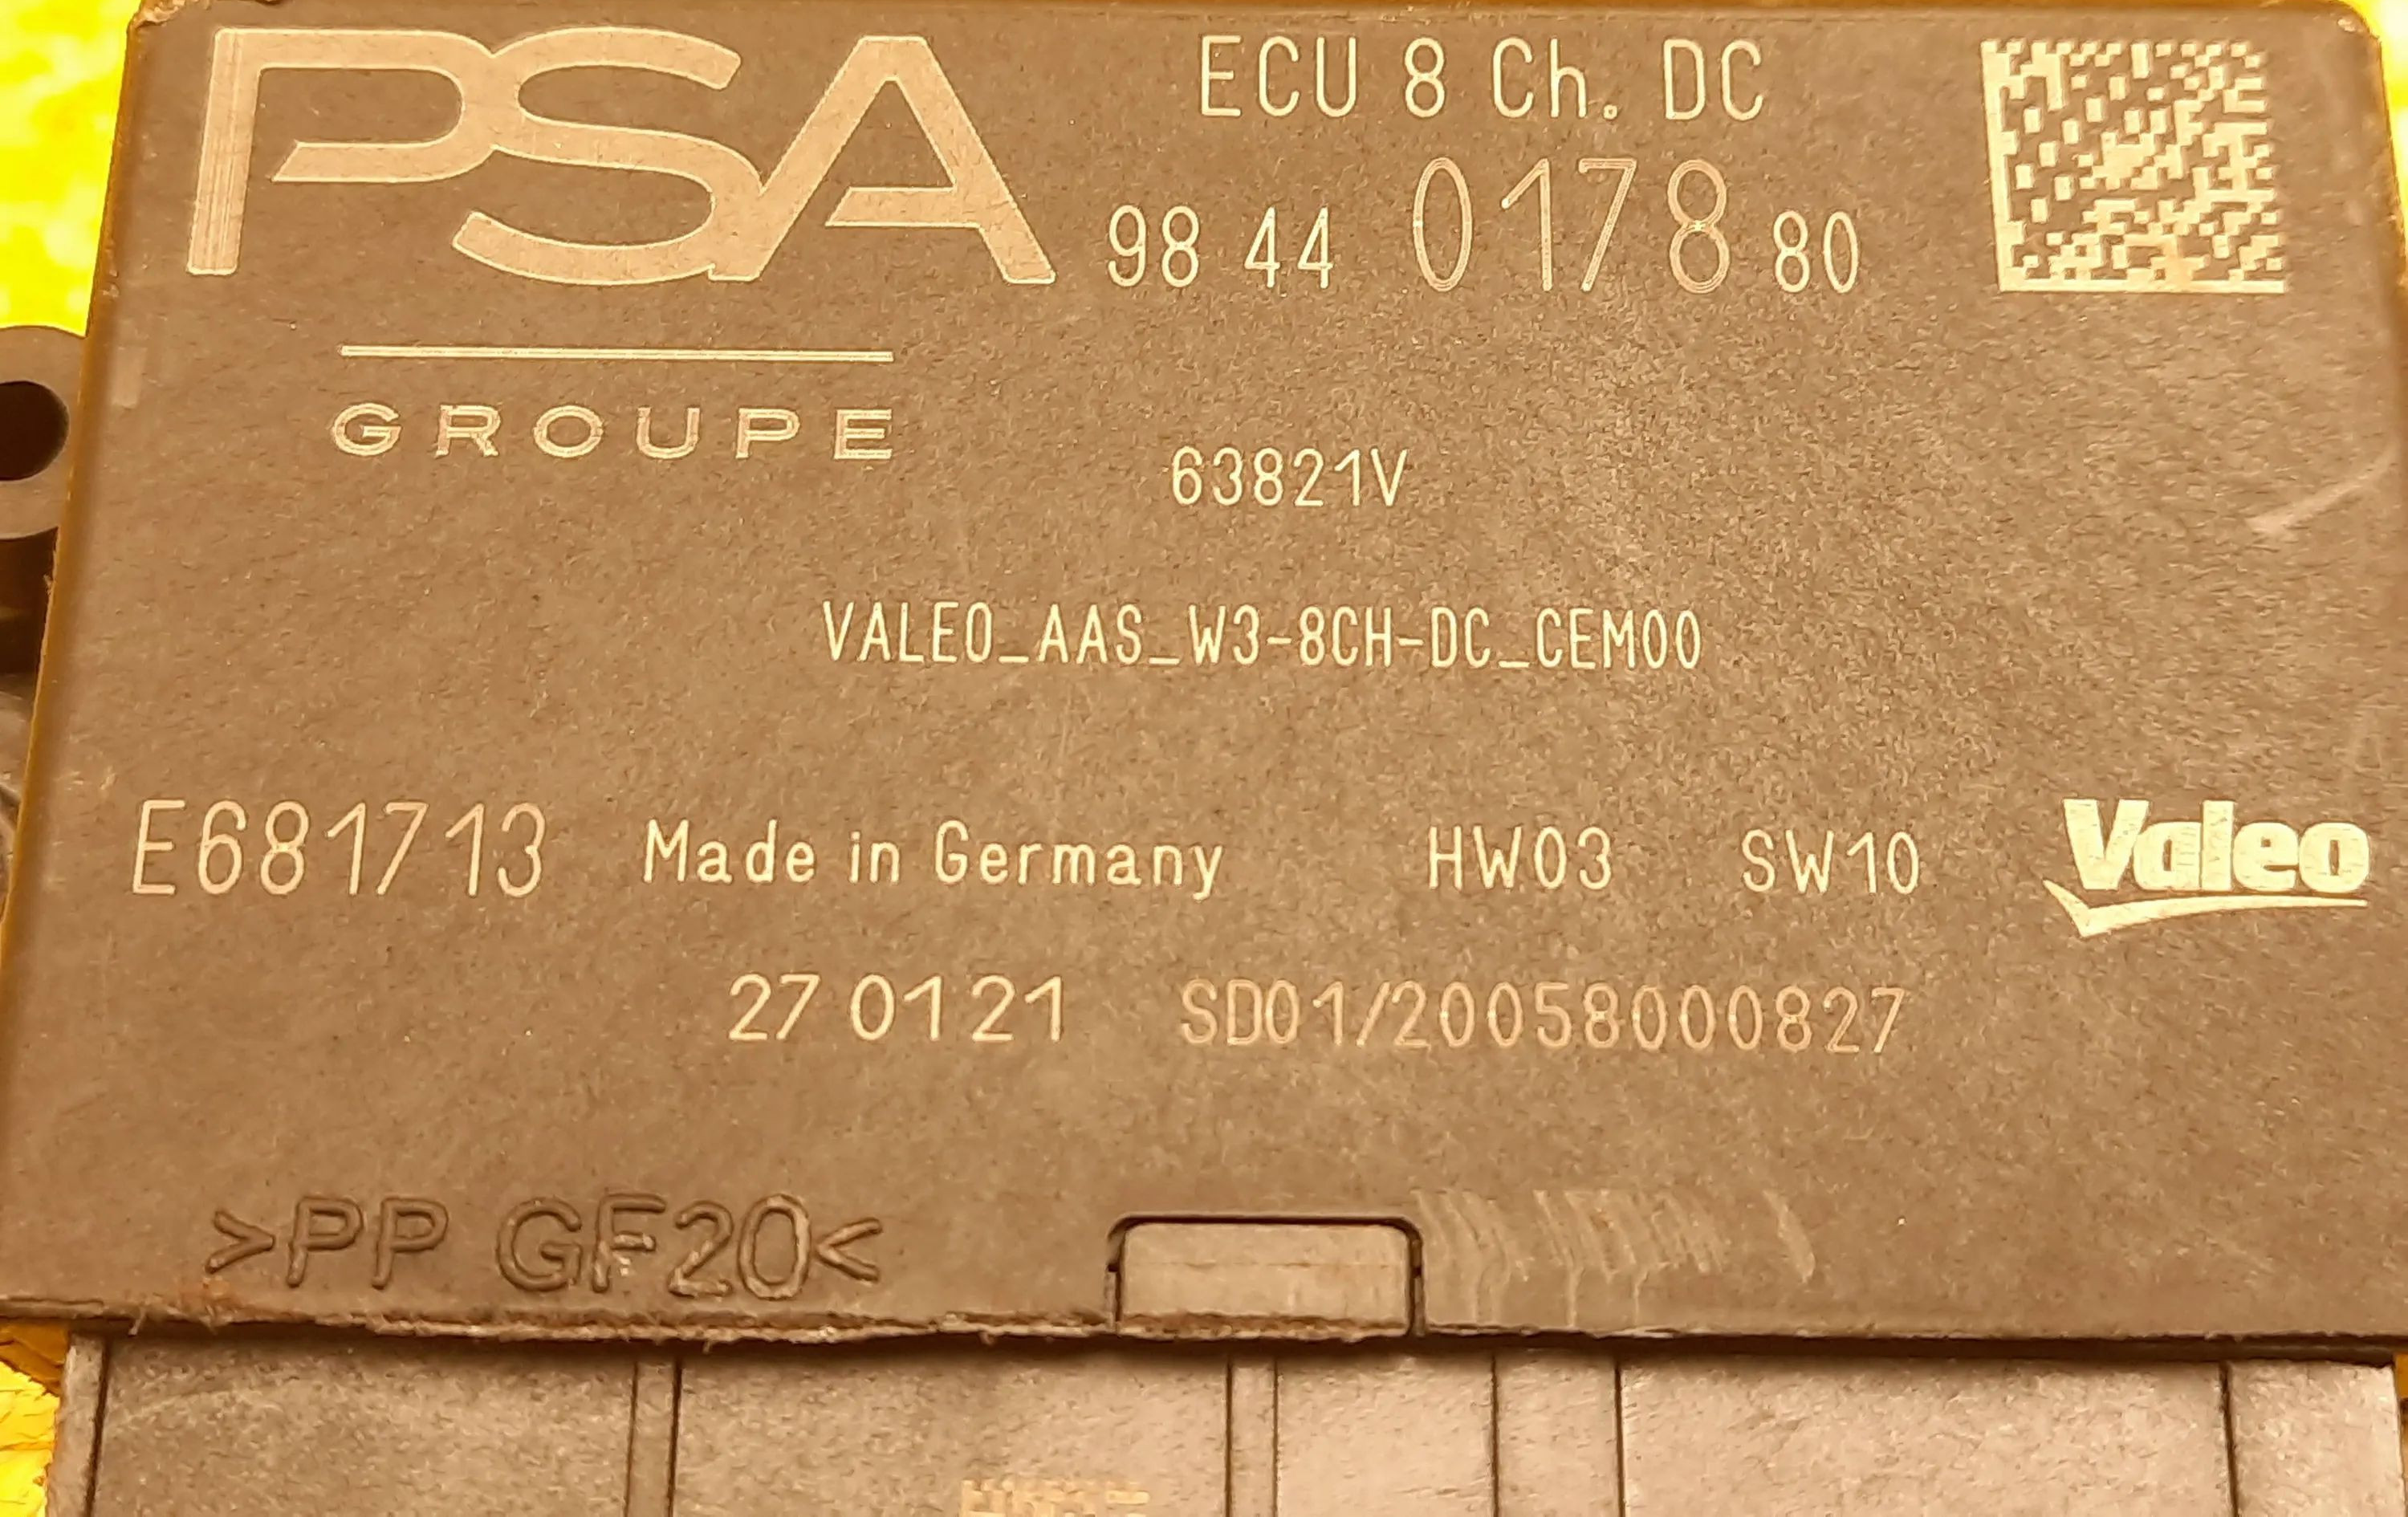 PSA
GROUPE
ECU 8 Ch. DC
98 44 0178 80
63821V
VALEO_AAS_W3-8CH-DC_CEM00
E681713 Made in Germany HW03 SW10 Valeo
27 01 21 SD01/20058000827
>PP GF20<